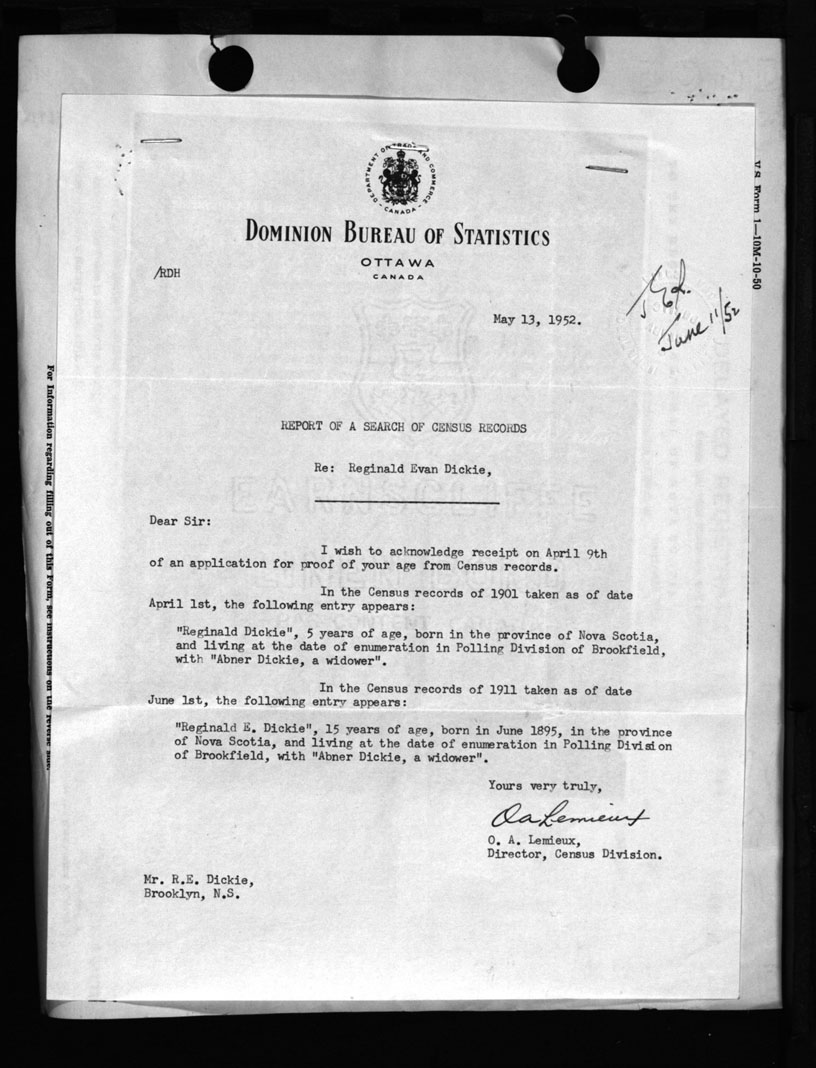 DEPARTMENT OF TRADE AND COMMERCE
- CANADA -
DOMINION BUREAU OF STATISTICS
OTTAWA
CANADA
/RDH
May 13, 1952.
June 11/52
V.S. Form 1—10M-10-50
REPORT OF A SEARCH OF CENSUS RECORDS
Re: Reginald Evan Dickie,
Dear Sir:
I wish to acknowledge receipt on April 9th
of an application for proof of your age from Census records.
In the Census records of 1901 taken as of date
April 1st, the following entry appears:
"Reginald Dickie", 5 years of age, born in the province of Nova Scotia,
and living at the date of enumeration in Polling Division of Brookfield,
with "Abner Dickie, a widower".
In the Census records of 1911 taken as of date
June 1st, the following entry appears:
"Reginald E. Dickie", 15 years of age, born in June 1895, in the province
of Nova Scotia, and living at the date of enumeration in Polling Division
of Brookfield, with "Abner Dickie, a widower".
Yours very truly,
O A Lemieux
O. A. Lemieux,
Director, Census Division.
Mr. R.E. Dickie,
Brooklyn, N.S.
For Information regarding filling out of this Form, see instructions on the reverse